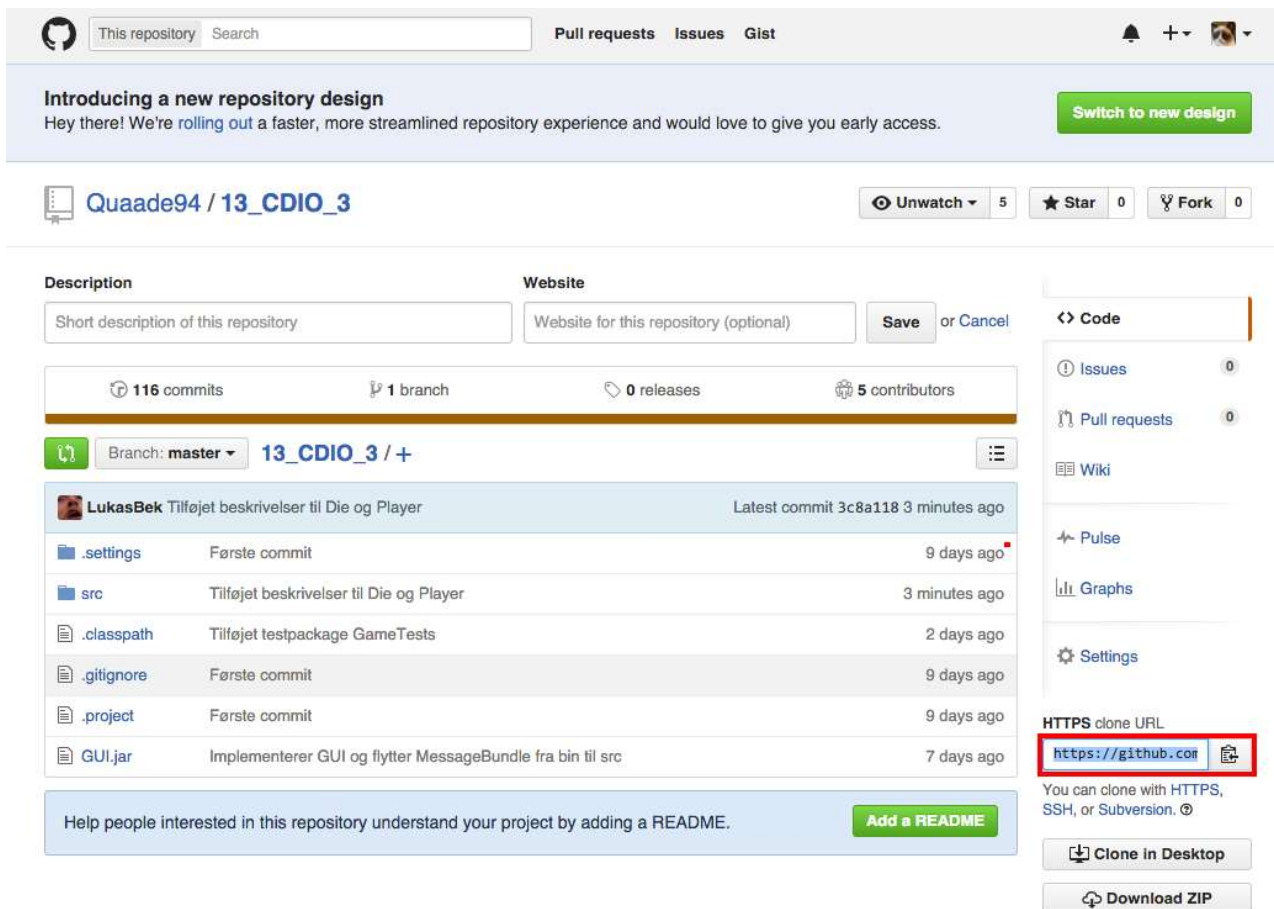 This repository Search Pull requests Issues Gist
Introducing a new repository design
Hey there! We're rolling out a faster, more streamlined repository experience and would love to give you early access.
Switch to new design
Quaade94 / 13_CDIO_3
Unwatch 5 Star 0 Fork 0
Description Website
Short description of this repository Website for this repository (optional) Save or Cancel
116 commits 1 branch 0 releases 5 contributors
Branch: master 13_CDIO_3 / +
LukasBek Tilføjet beskrivelser til Die og Player Latest commit 3c8a118 3 minutes ago
.settings Første commit 9 days ago
src Tilføjet beskrivelser til Die og Player 3 minutes ago
.classpath Tilføjet testpackage GameTests 2 days ago
.gitignore Første commit 9 days ago
.project Første commit 9 days ago
GUI.jar Implementerer GUI og flytter MessageBundle fra bin til src 7 days ago
Help people interested in this repository understand your project by adding a README. Add a README
<> Code
Issues 0
Pull requests 0
Wiki
Pulse
Graphs
Settings
HTTPS clone URL
https://github.com
You can clone with HTTPS,
SSH, or Subversion.
Clone in Desktop
Download ZIP